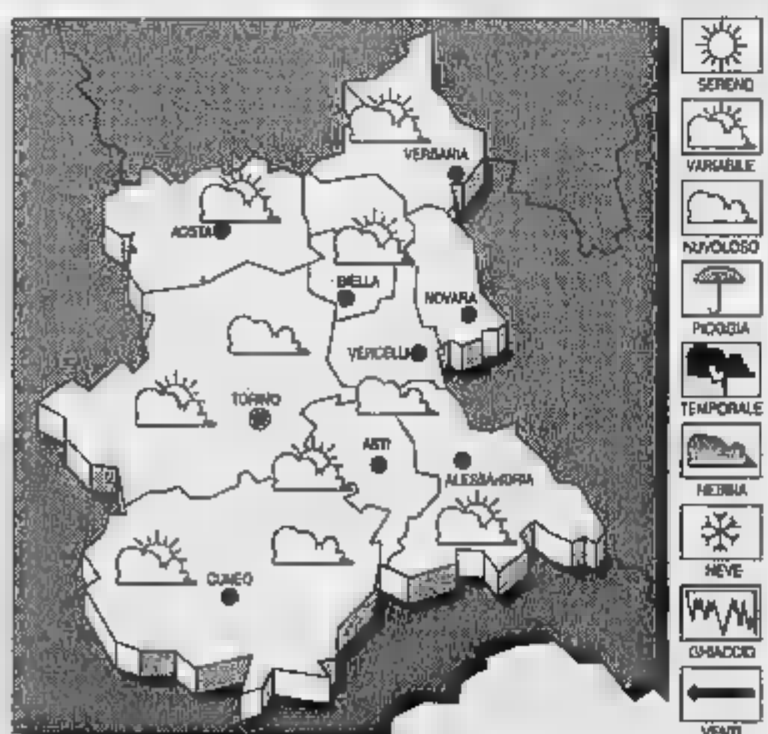 VERBANIA
AOSTA
BIELLA
NOVARA
VERCELLI
TORINO
ASTI
ALESSANDRIA
CUNEO
SERENO
VARIABILE
NUVOLOSO
PIOGGIA
TEMPORALE
NEBBIA
NEVE
GHIACCIO
VENTI